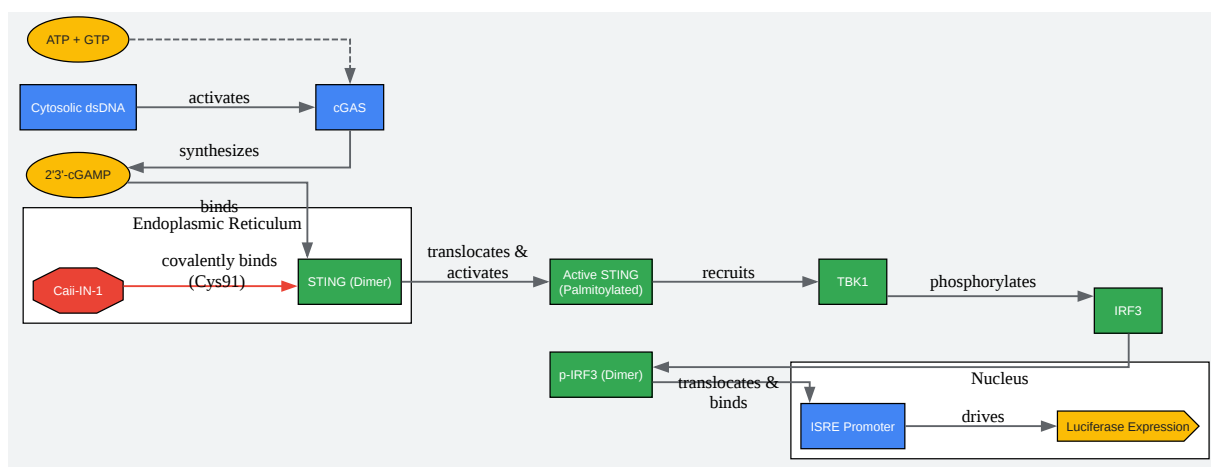 ATP + GTP
Cytosolic dsDNA
activates
cGAS
synthesizes
2'3'-cGAMP
binds
Endoplasmic Reticulum
covalently binds
(Cys91)
Caii-IN-1
STING (Dimer)
translocates &
activates
Active STING
(Palmitoylated)
recruits
TBK1
phosphorylates
IRF3
p-IRF3 (Dimer)
translocates &
binds
Nucleus
ISRE Promoter
drives
Luciferase Expression